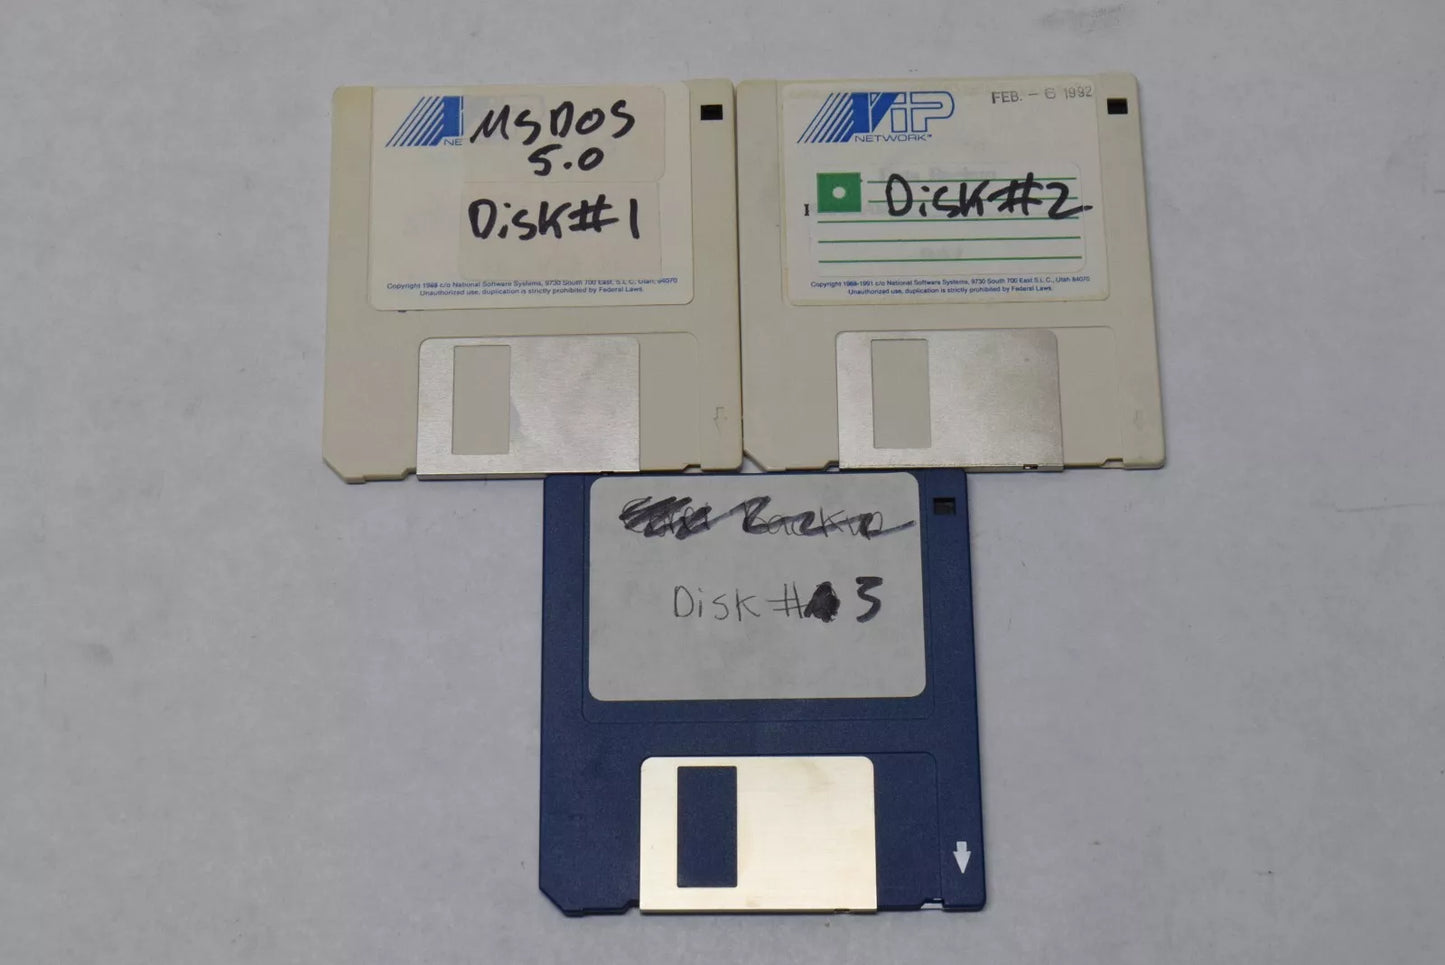 NE
MSDOS
5.0
Disk#1
Copyright 1988 c/o National Software Systems, 9730 South 700 East, S.L.C., Utah, 84070
Unauthorized use, duplication is strictly prohibited by Federal Laws.
ViP
NETWORK™
FEB. - 6 1992
Disk#2
Copyright 1988-1991 c/o National Software Systems, 9730 South 700 East S.L.C., Utah 84070
Unauthorized use, duplication is strictly prohibited by Federal Laws.
Backup
Disk # 3